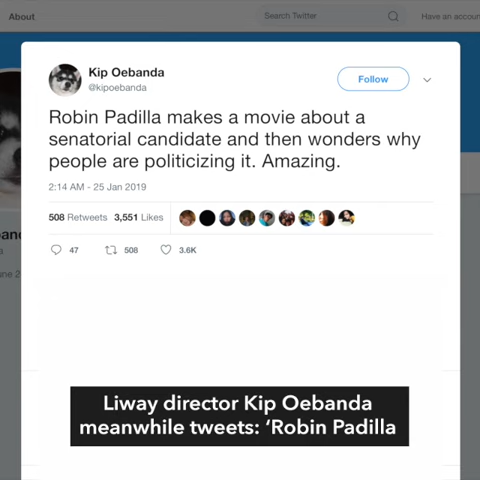 About
Search Twitter
Have an accoun
Kip Oebanda
@kipoebanda
Follow
Robin Padilla makes a movie about a
senatorial candidate and then wonders why
people are politicizing it. Amazing.
2:14 AM - 25 Jan 2019
508 Retweets 3,551 Likes
47 508 3.6K
Liway director Kip Oebanda
meanwhile tweets: ‘Robin Padilla